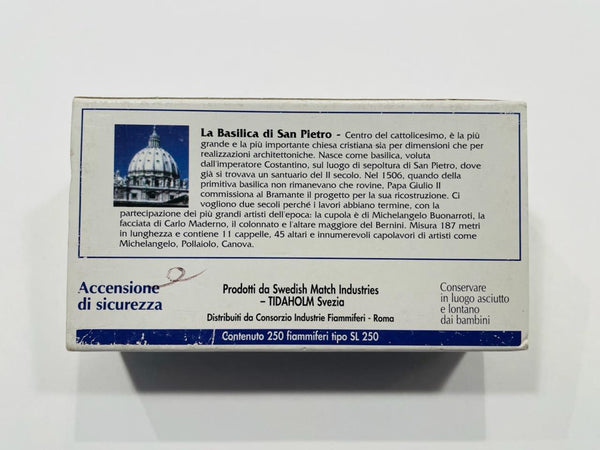 La Basilica di San Pietro - Centro del cattolicesimo, è la più
grande e la più importante chiesa cristiana sia per dimensioni che per
realizzazioni architettoniche. Nasce come basilica, voluta
dall'imperatore Costantino, sul luogo di sepoltura di San Pietro, dove
già si trovava un santuario del II secolo. Nel 1506, quando della
primitiva basilica non rimanevano che rovine, Papa Giulio II
commissiona al Bramante il progetto per la sua ricostruzione. Ci
vogliono due secoli perché i lavori abbiano termine, con la
partecipazione dei più grandi artisti dell'epoca: la cupola è di Michelangelo Buonarroti, la
facciata di Carlo Maderno, il colonnato e l'altare maggiore del Bernini. Misura 187 metri
in lunghezza e contiene 11 cappelle, 45 altari e innumerevoli capolavori di artisti come
Michelangelo, Pollaiolo, Canova.
Accensione
di sicurezza
Prodotti da Swedish Match Industries
– TIDAHOLM Svezia
Distribuiti da Consorzio Industrie Fiammiferi - Roma
Conservare
in luogo asciutto
e lontano
dai bambini
Contenuto 250 fiammiferi tipo SL 250